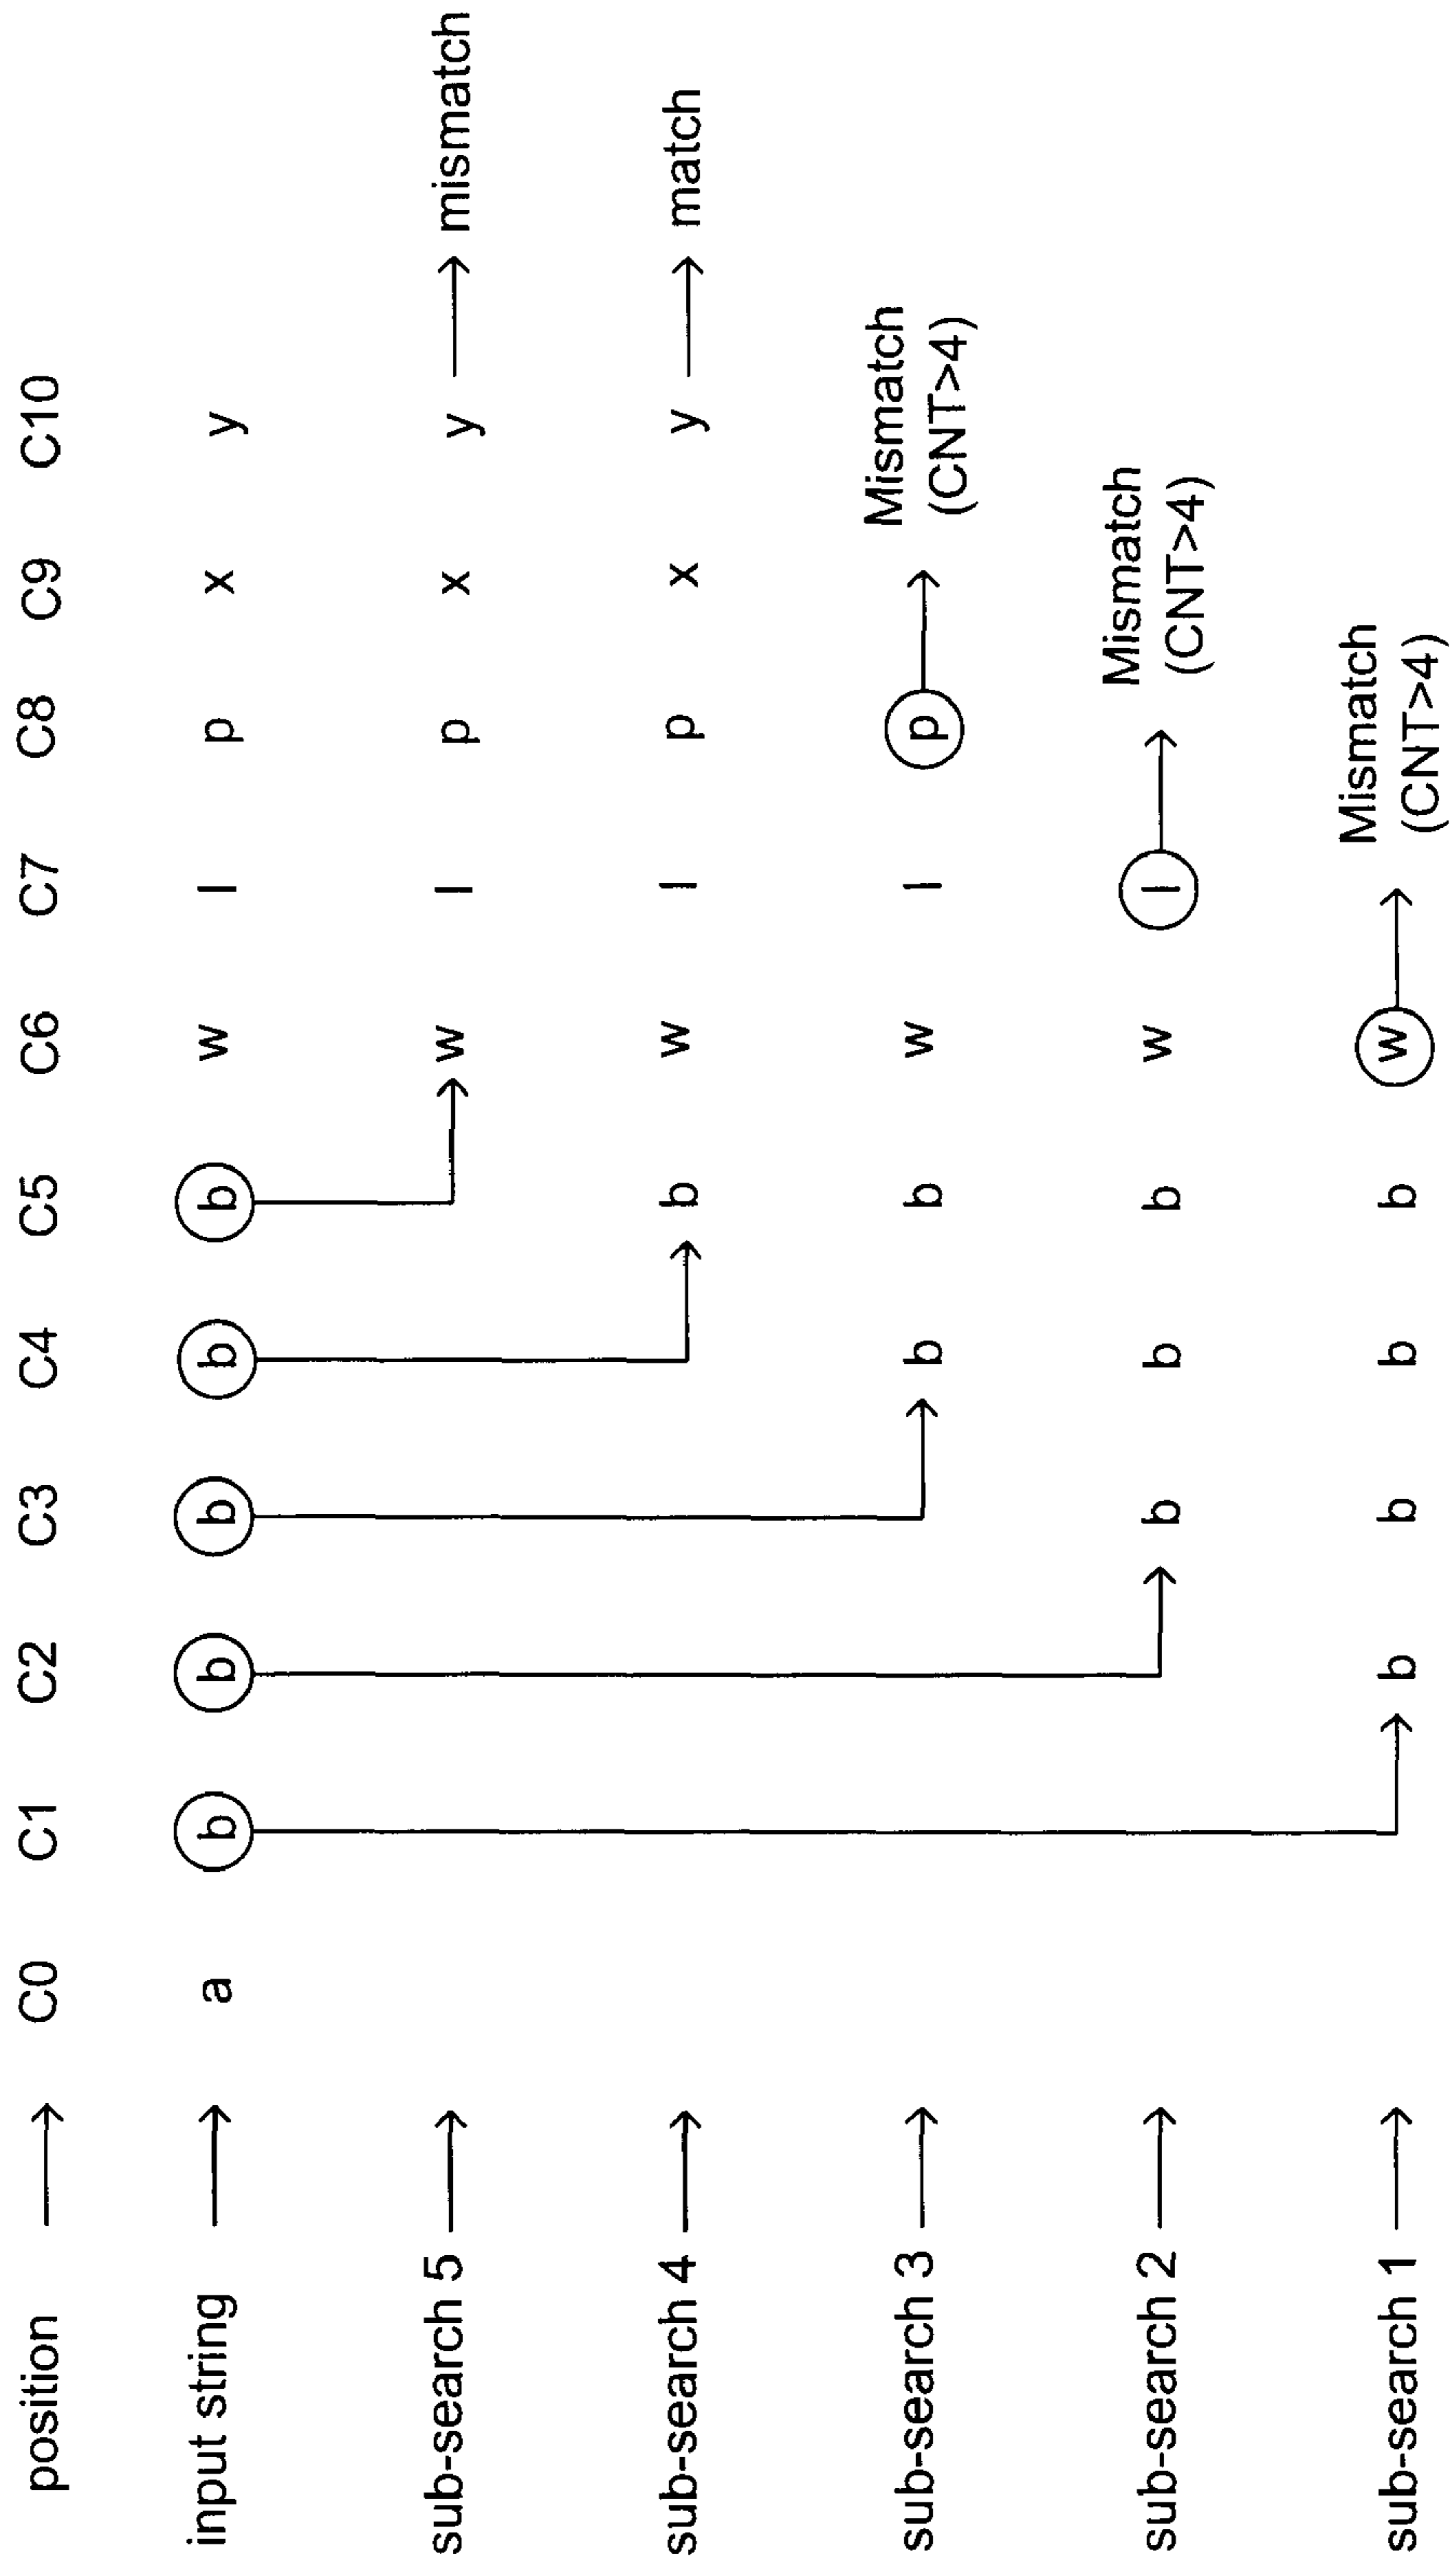 position → C0 C1 C2 C3 C4 C5 C6 C7 C8 C9 C10
input string → a b b b b b w l p x y
sub-search 5 → w l p x y → mismatch
sub-search 4 → b w l p x y → match
sub-search 3 → b b w l p → Mismatch
(CNT>4)
sub-search 2 → b b b w l → Mismatch
(CNT>4)
sub-search 1 → b b b b w → Mismatch
(CNT>4)